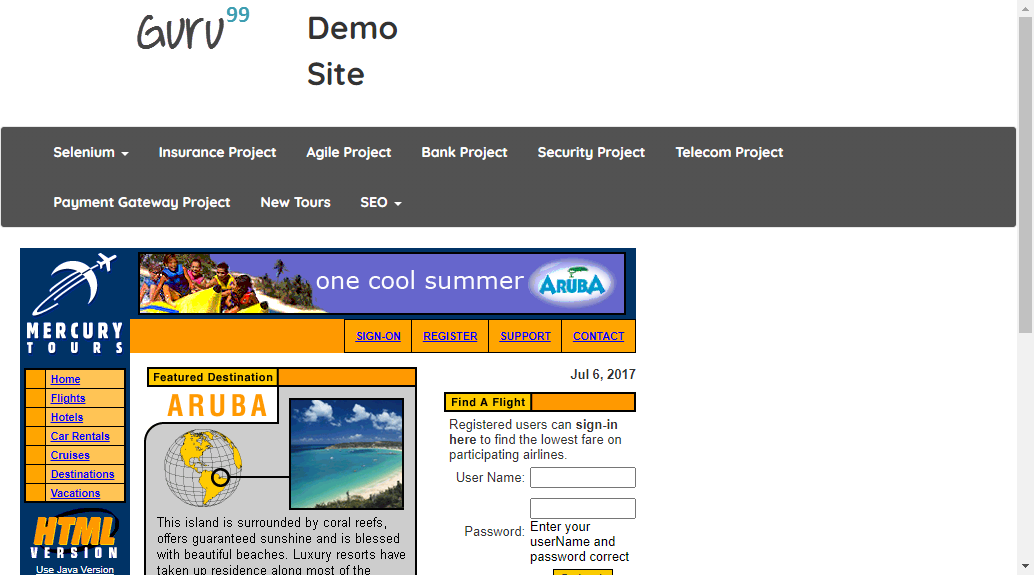 Guru99
Demo
Site
Selenium
Insurance Project
Agile Project
Bank Project
Security Project
Telecom Project
Payment Gateway Project
New Tours
SEO
one cool summer
ARUBA
MERCURY
TOURS
SIGN-ON
REGISTER
SUPPORT
CONTACT
Home
Flights
Hotels
Car Rentals
Cruises
Destinations
Vacations
HTML
VERSION
Use Java Version
Featured Destination
ARUBA
This island is surrounded by coral reefs,
offers guaranteed sunshine and is blessed
with beautiful beaches. Luxury resorts have
taken up residence along most of the
Jul 6, 2017
Find A Flight
Registered users can sign-in
here to find the lowest fare on
participating airlines.
User Name:
Password:
Enter your
userName and
password correct